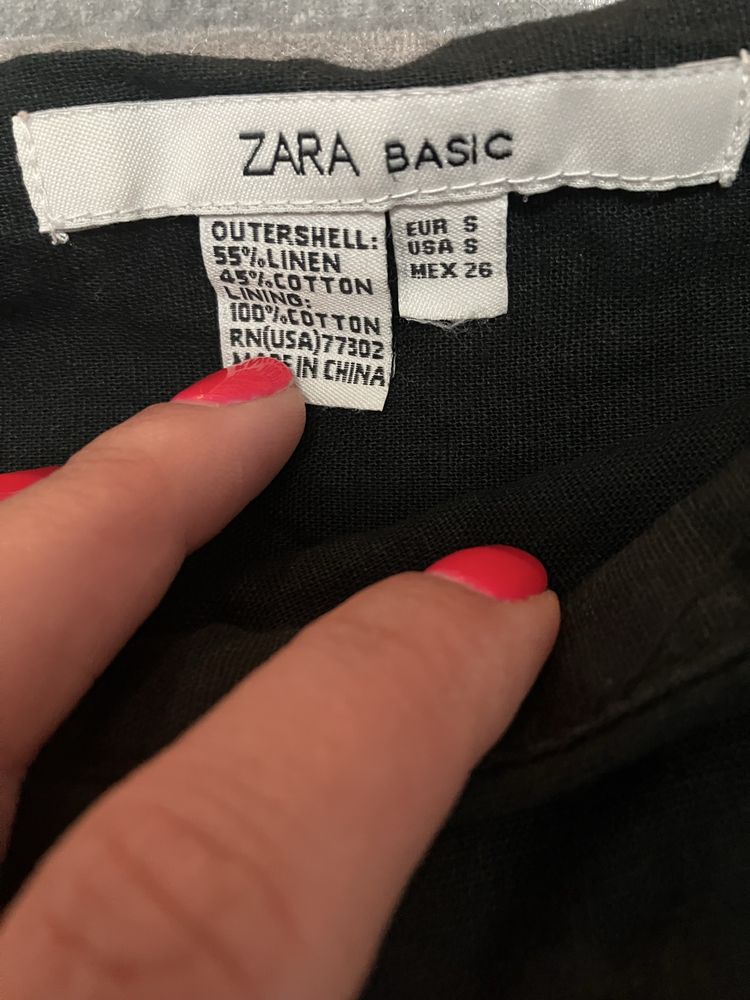 ZARA BASIC
OUTERSHELL:
55%LINEN
45%COTTON
LINING:
100%COTTON
RN(USA)77302
MADE IN CHINA
EUR S
USA S
MEX 26